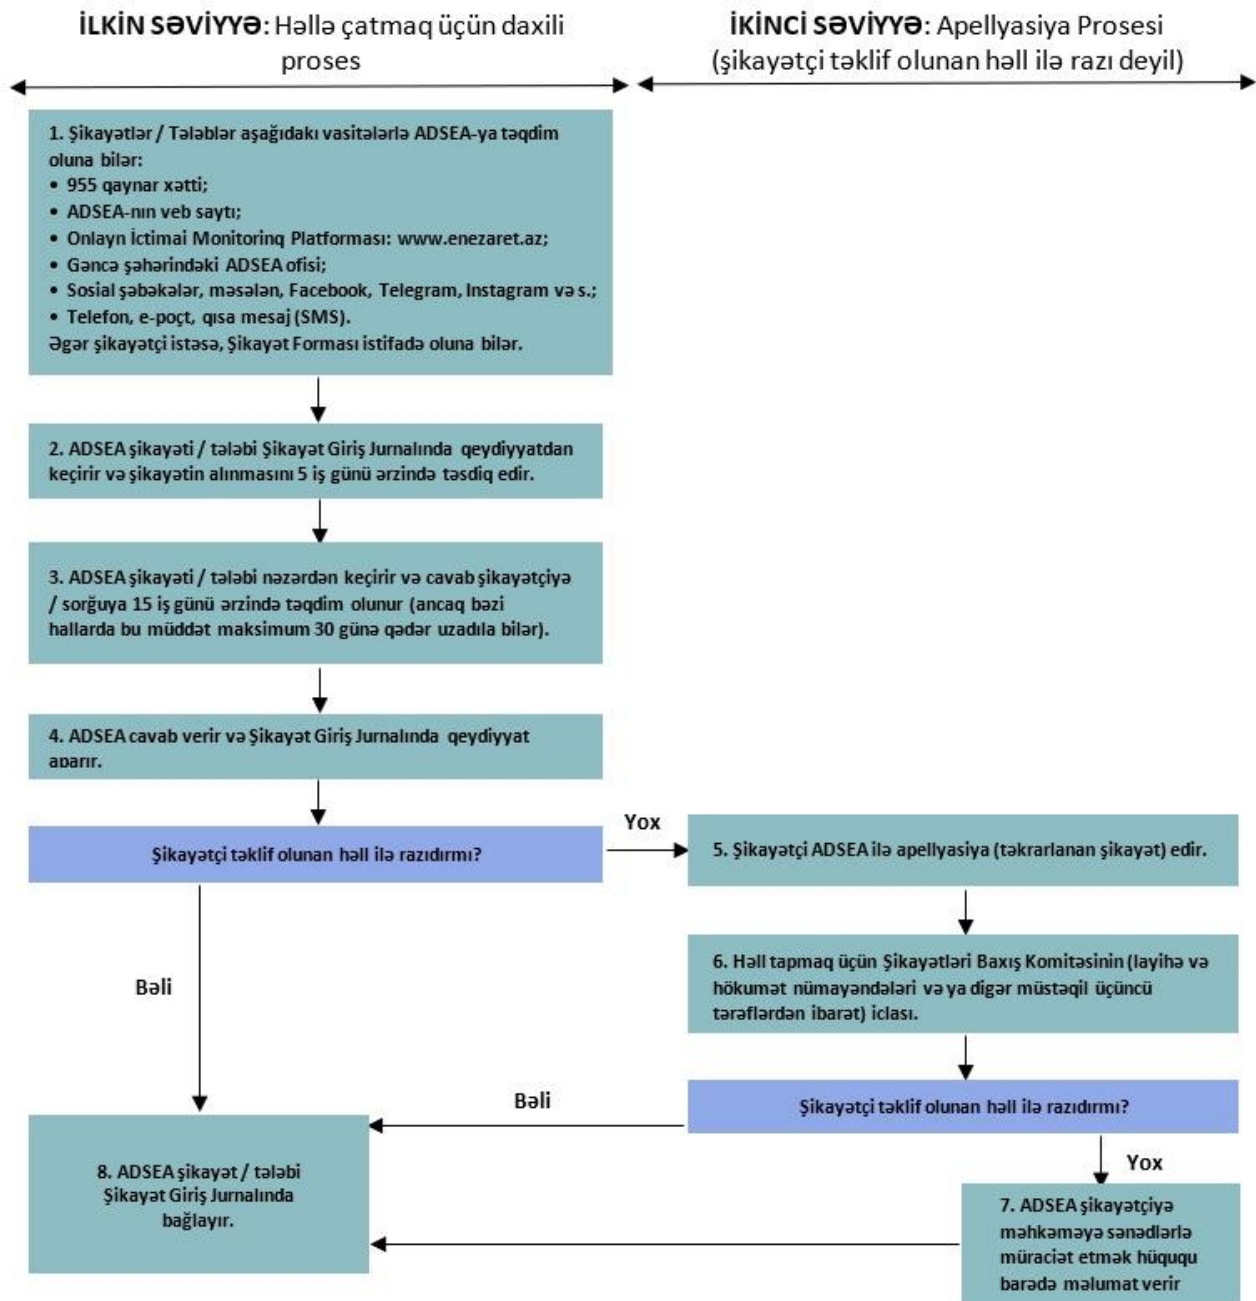 İLKİN SƏVİYYƏ: Həllə çatmaq üçün daxili
proses
İKİNCİ SƏVİYYƏ: Apellyasiya Prosesi
(şikayətçi təklif olunan həll ilə razı deyil)
1. Şikayətlər / Tələblər aşağıdakı vasitələrlə ADSEA-ya təqdim
oluna bilər:
• 955 qaynar xətti;
• ADSEA-nın veb saytı;
• Onlayn İctimai Monitorinq Platforması: www.enezaret.az;
• Gəncə şəhərindəki ADSEA ofisi;
• Sosial şəbəkələr, məsələn, Facebook, Telegram, Instagram və s.;
• Telefon, e-poçt, qısa mesaj (SMS).
Əgər şikayətçi istəsə, Şikayət Forması istifadə oluna bilər.
2. ADSEA şikayəti / tələbi Şikayət Giriş Jurnalında qeydiyyatdan
keçirir və şikayətin alınmasını 5 iş günü ərzində təsdiq edir.
3. ADSEA şikayəti / tələbi nəzərdən keçirir və cavab şikayətçiyə
/ sorğuya 15 iş günü ərzində təqdim olunur (ancaq bəzi
hallarda bu müddət maksimum 30 günə qədər uzadıla bilər).
4. ADSEA cavab verir və Şikayət Giriş Jurnalında qeydiyyat
aparır.
Şikayətçi təklif olunan həll ilə razıdırmı?
Yox
5. Şikayətçi ADSEA ilə apellyasiya (təkrarlanan şikayət) edir.
6. Həll tapmaq üçün Şikayətləri Baxış Komitəsinin (layihə və
hökumət nümayəndələri və ya digər müstəqil üçüncü
tərəflərdən ibarət) iclası.
Bəli
Şikayətçi təklif olunan həll ilə razıdırmı?
Bəli
Yox
8. ADSEA şikayət / tələbi
Şikayət Giriş Jurnalında
bağlayır.
7. ADSEA şikayətçiyə
məhkəməyə sənədlərlə
müraciət etmək hüququ
barədə məlumat verir